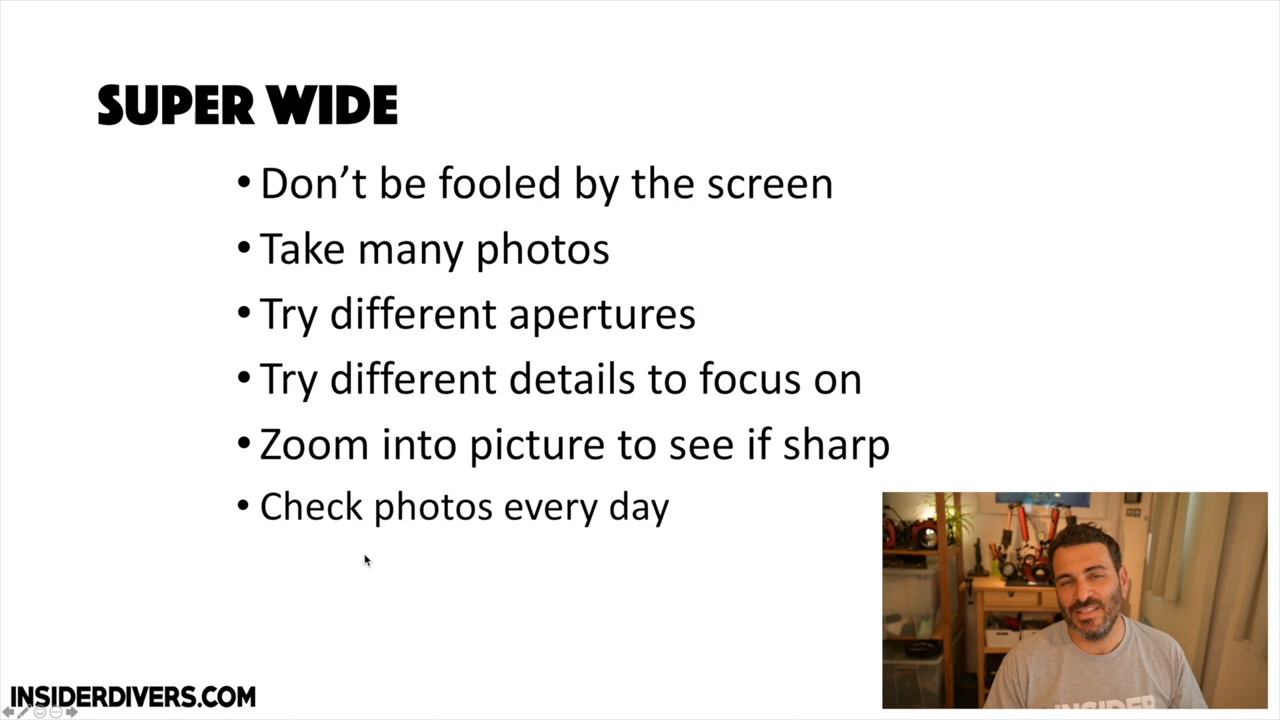 SUPER WIDE
• Don’t be fooled by the screen
• Take many photos
• Try different apertures
• Try different details to focus on
• Zoom into picture to see if sharp
• Check photos every day
INSIDER
INSIDERDIVERS.COM